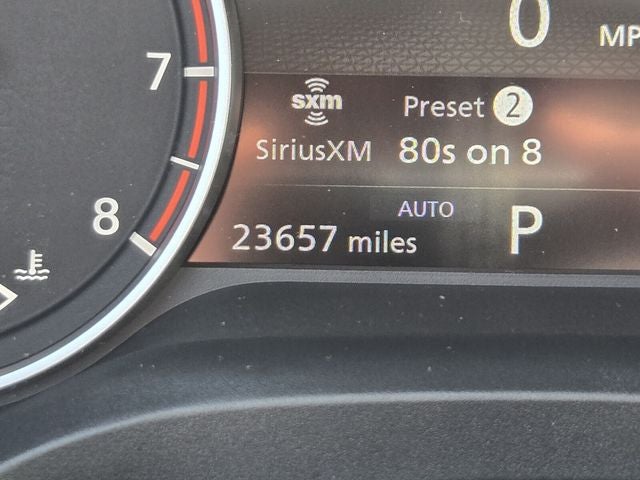 0 MP
7
sxm
Preset 2
SiriusXM 80s on 8
AUTO
8
23657 miles P